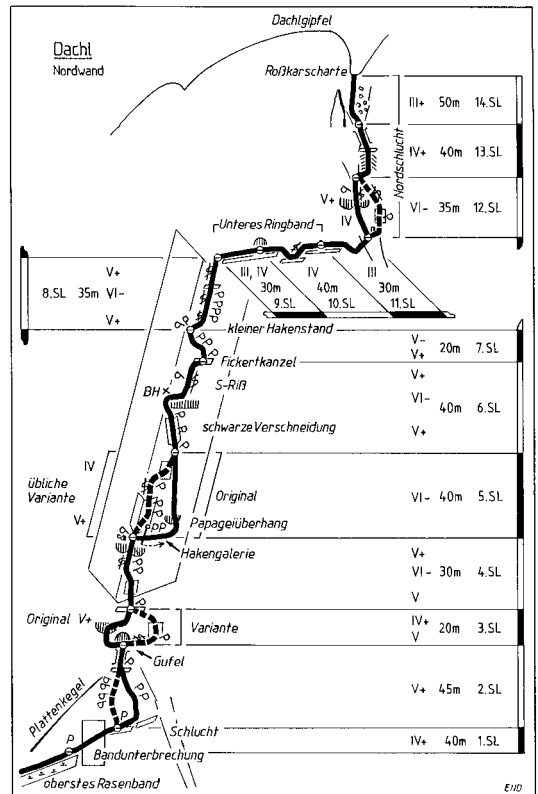 Dachlgipfel
Dachl
Nordwand
Roßkarscharte
III+ 50m 14.SL
IV+ 40m 13.SL
Nordschlucht
V+
IV
VI- 35m 12.SL
Unteres Ringband
V
III, IV IV III
30m 40m 30m
9.SL 10.SL 11.SL
V+
8.SL 35m VI-
V+
kleiner Hakenstand
V-
V+ 20m 7.SL
Fickertkanzel
BH
S-Riß
V+
VI- 40m 6.SL
V+
schwarze Verschneidung
IV
übliche
Variante
V+
Original
VI- 40m 5.SL
Papageiüberhang
Hakengalerie
V+
VI- 30m 4.SL
V
Original V+
Variante
IV+
V 20m 3.SL
Gufel
V+ 45m 2.SL
Plattenkegel
Schlucht
Bandunterbrechung
IV+ 40m 1.SL
oberstes Rasenband